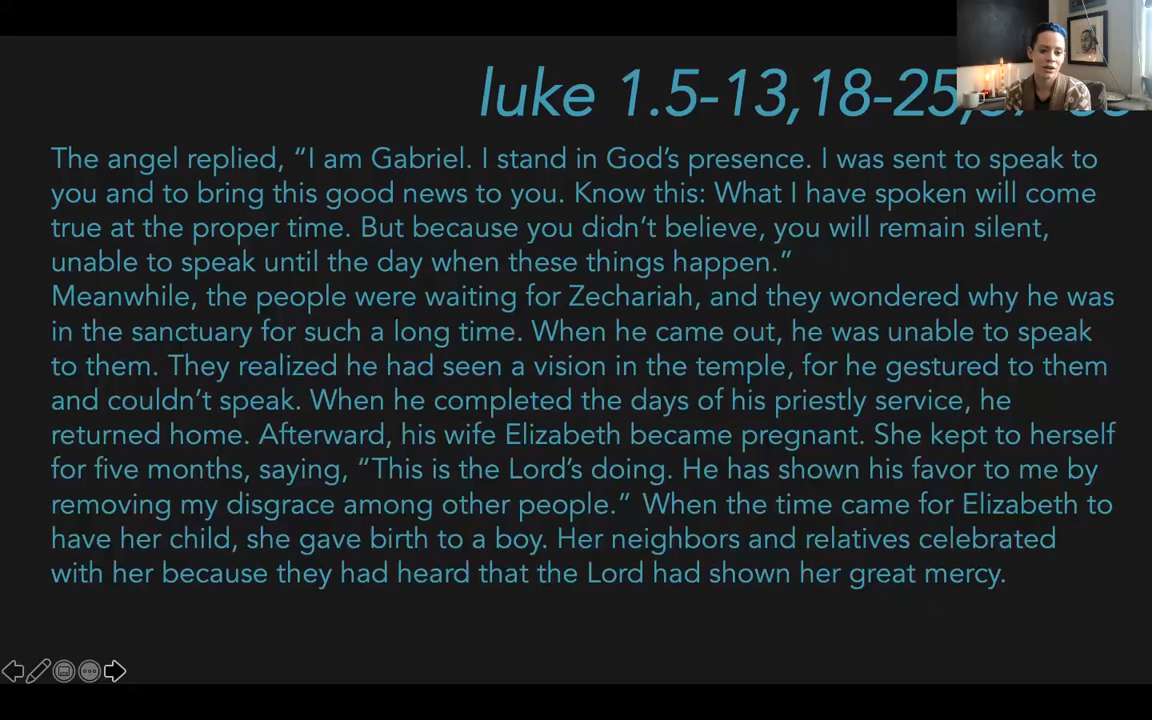 luke 1.5-13,18-25,
The angel replied, “I am Gabriel. I stand in God’s presence. I was sent to speak to
you and to bring this good news to you. Know this: What I have spoken will come
true at the proper time. But because you didn’t believe, you will remain silent,
unable to speak until the day when these things happen.”
Meanwhile, the people were waiting for Zechariah, and they wondered why he was
in the sanctuary for such a long time. When he came out, he was unable to speak
to them. They realized he had seen a vision in the temple, for he gestured to them
and couldn’t speak. When he completed the days of his priestly service, he
returned home. Afterward, his wife Elizabeth became pregnant. She kept to herself
for five months, saying, “This is the Lord’s doing. He has shown his favor to me by
removing my disgrace among other people.” When the time came for Elizabeth to
have her child, she gave birth to a boy. Her neighbors and relatives celebrated
with her because they had heard that the Lord had shown her great mercy.